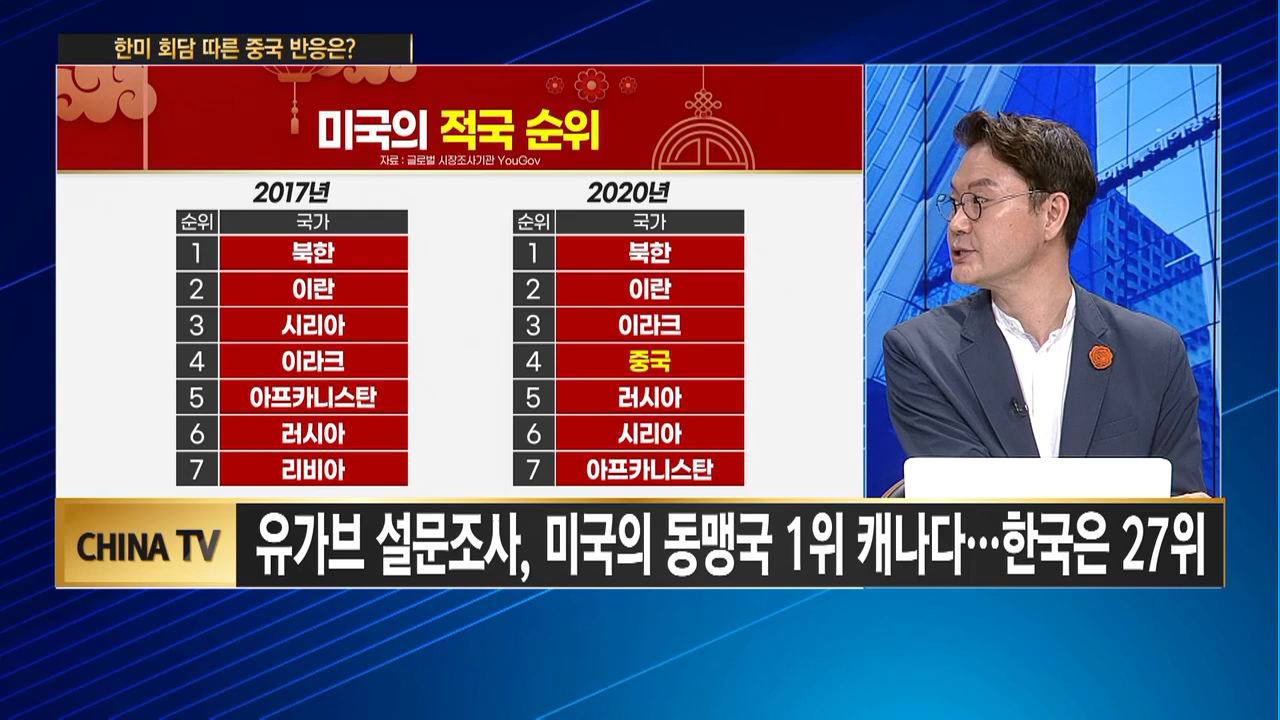 한미 회담 따른 중국 반응은?
미국의 적국 순위
자료 : 글로벌 시장조사기관 YouGov
2017년
순위 국가
1 북한
2 이란
3 시리아
4 이라크
5 아프카니스탄
6 러시아
7 리비아
2020년
순위 국가
1 북한
2 이란
3 이라크
4 중국
5 러시아
6 시리아
7 아프카니스탄
CHINA TV
유가브 설문조사, 미국의 동맹국 1위 캐나다…한국은 27위